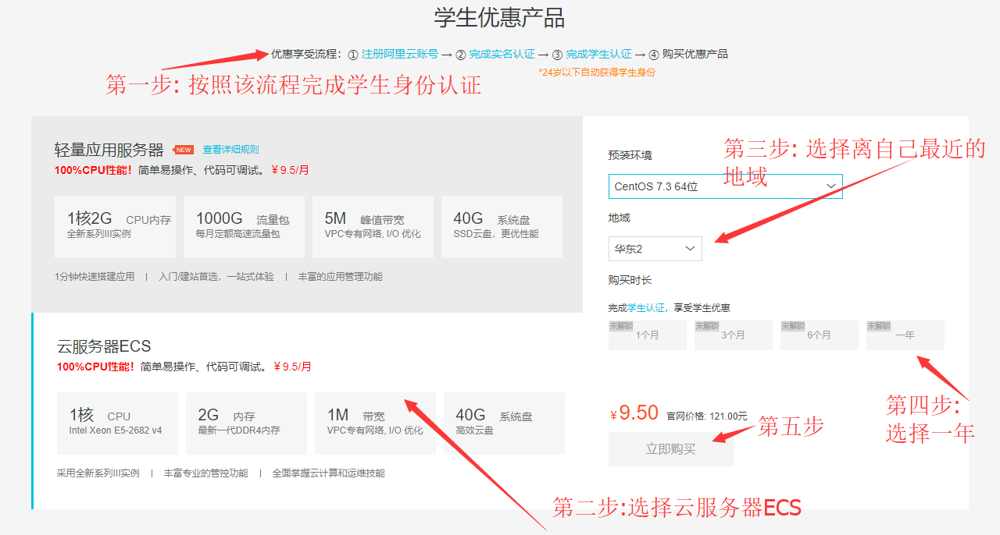 学生优惠产品
优惠享受流程：① 注册阿里云账号 → ② 完成实名认证 → ③ 完成学生认证 → ④ 购买优惠产品
*24岁以下自动获得学生身份
第一步: 按照该流程完成学生身份认证
轻量应用服务器 NEW 查看详细规则
100%CPU性能！简单易操作、代码可调试。￥9.5/月
1核2G CPU内存
全新系列III实例
1000G 流量包
每月定额高速流量包
5M 峰值带宽
VPC专有网络, I/O 优化
40G 系统盘
SSD云盘，更优性能
1分钟快速搭建应用 | 入门/建站首选，一站式体验 | 丰富的应用管理功能
云服务器ECS
100%CPU性能！简单易操作、代码可调试。￥9.5/月
1核 CPU
Intel Xeon E5-2682 v4
2G 内存
最新一代DDR4内存
1M 带宽
VPC专有网络, I/O 优化
40G 系统盘
高效云盘
采用全新系列III实例 | 丰富专业的管控功能 | 全面掌握云计算和运维技能
第二步:选择云服务器ECS
预装环境
CentOS 7.3 64位
第三步: 选择离自己最近的
地域
地域
华东2
购买时长
完成学生认证，享受学生优惠
未解锁 1个月
未解锁 3个月
未解锁 6个月
未解锁 一年
第四步:
选择一年
￥9.50 官网价格: 121.00元
立即购买
第五步